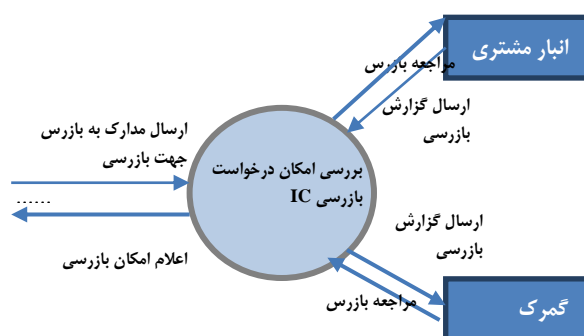 انبار مشتری
مراجعه بازرس
ارسال گزارش
بازرسی
ارسال مدارک به بازرس
جهت بازرسی
بررسی امکان درخواست
بازرسی IC
......
اعلام امکان بازرسی
ارسال گزارش
بازرسی
مراجعه بازرس
گمرک